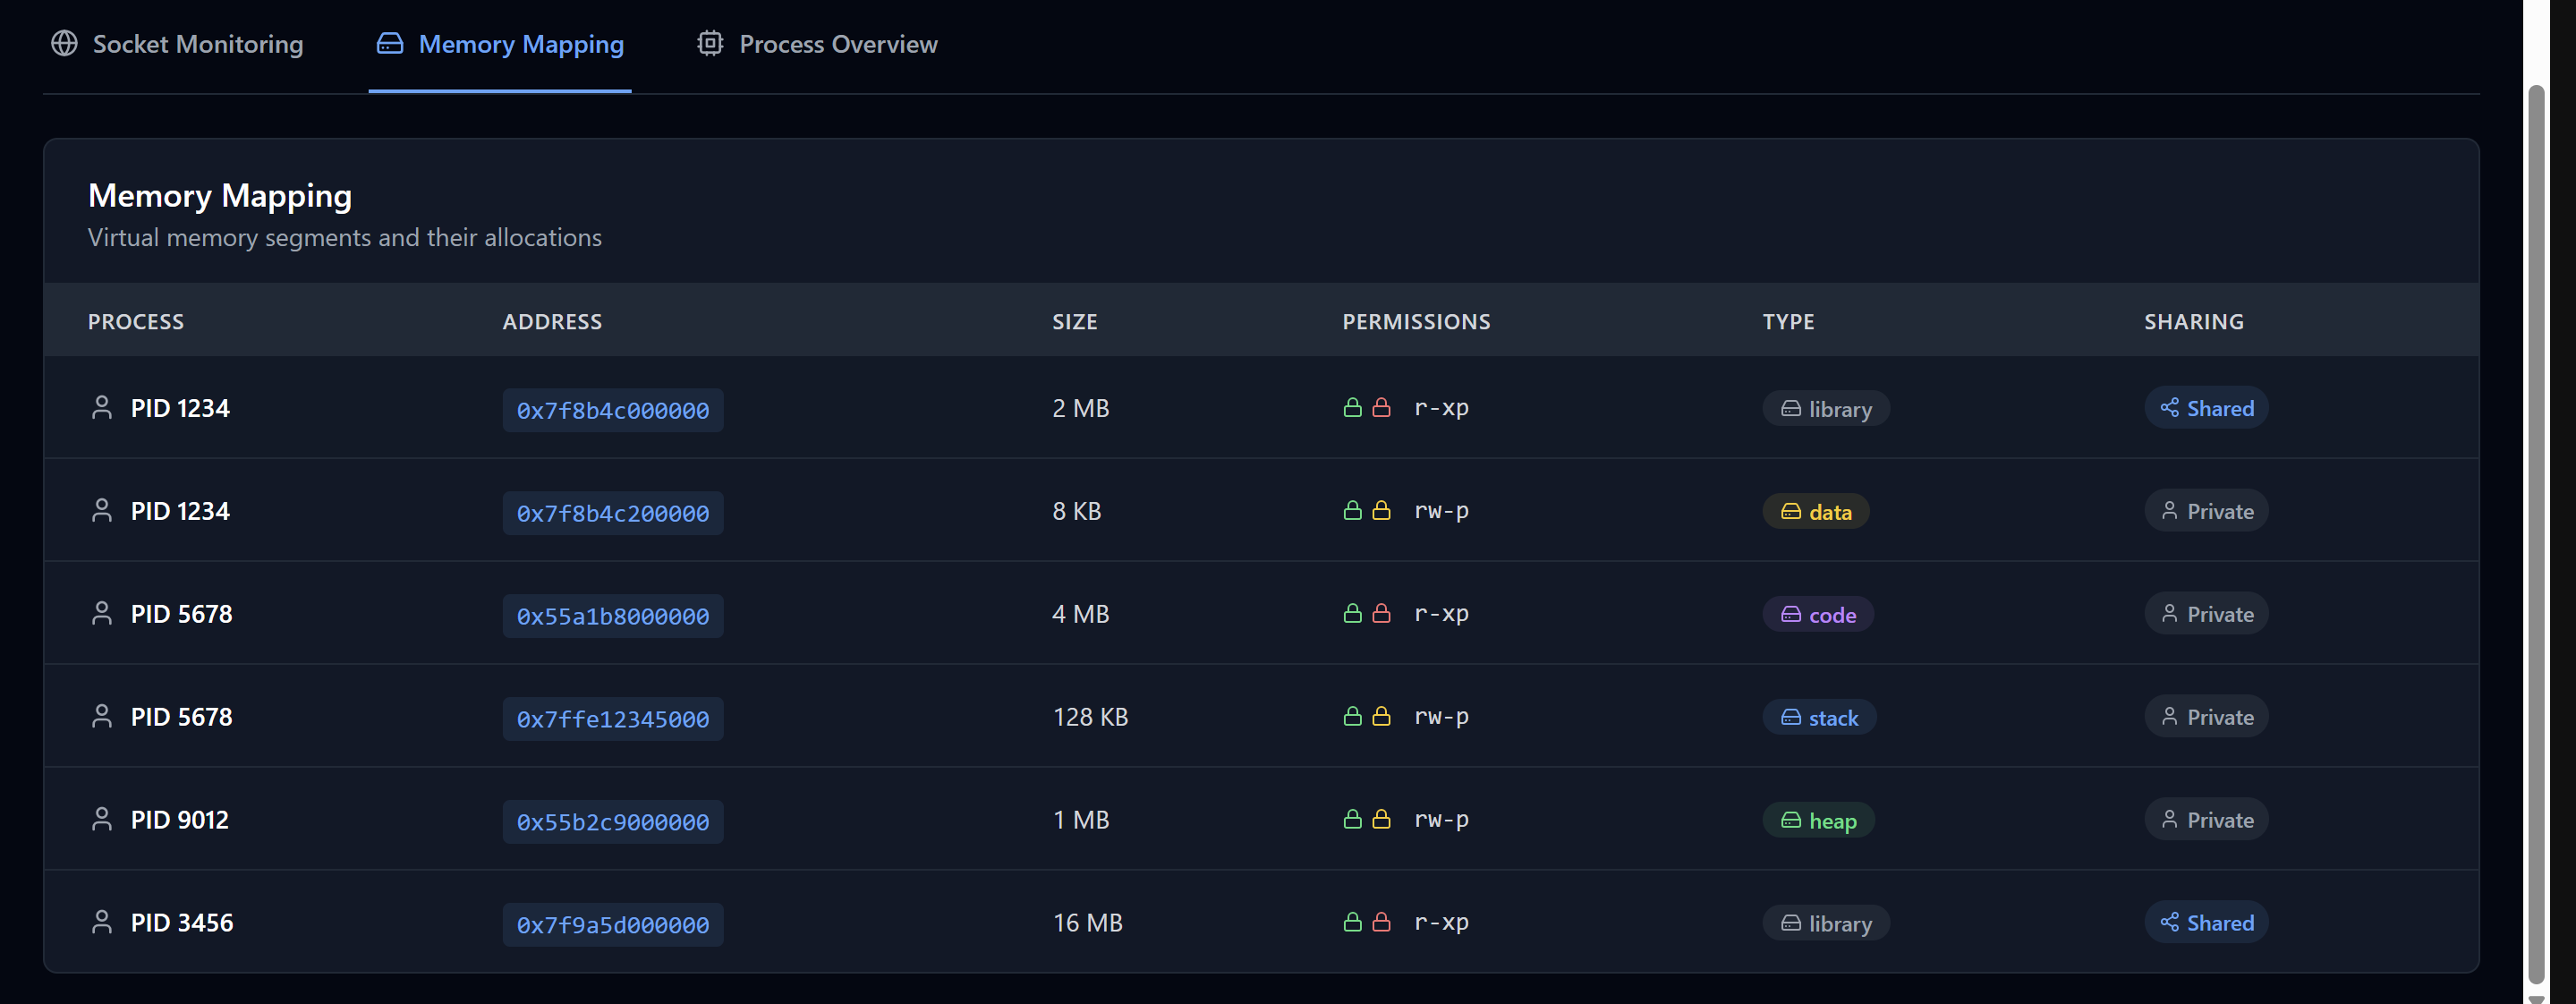 Socket Monitoring Memory Mapping Process Overview
Memory Mapping
Virtual memory segments and their allocations
PROCESS ADDRESS SIZE PERMISSIONS TYPE SHARING
PID 1234 0x7f8b4c000000 2 MB r-xp library Shared
PID 1234 0x7f8b4c200000 8 KB rw-p data Private
PID 5678 0x55a1b8000000 4 MB r-xp code Private
PID 5678 0x7ffe12345000 128 KB rw-p stack Private
PID 9012 0x55b2c9000000 1 MB rw-p heap Private
PID 3456 0x7f9a5d000000 16 MB r-xp library Shared